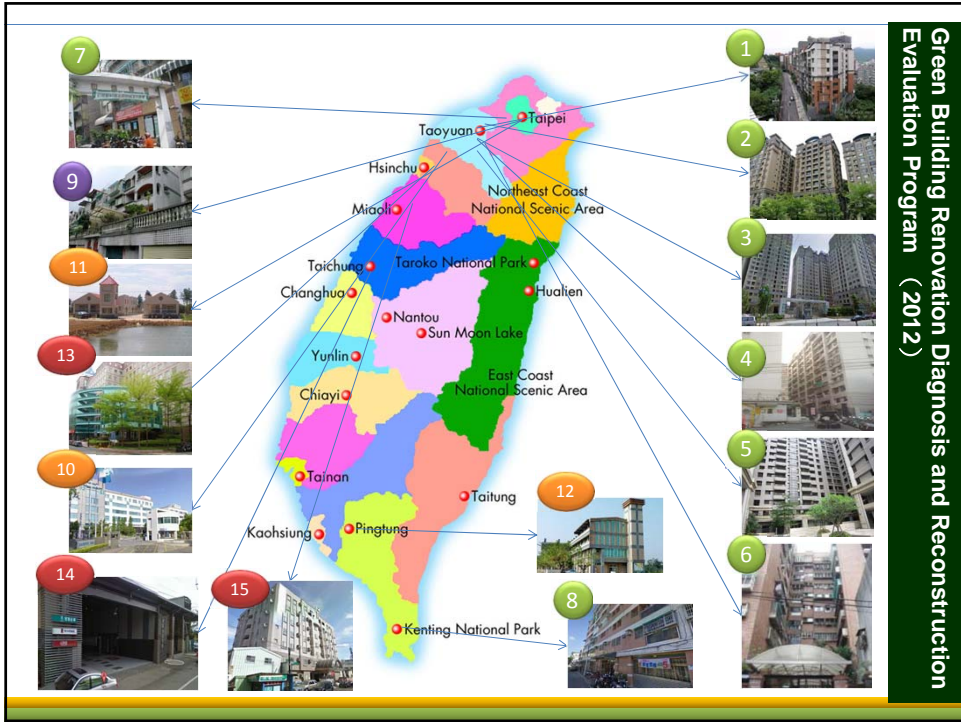 Green Building Renovation Diagnosis and Reconstruction
Evaluation Program （2012）
7
1
Taipei
Taoyuan
2
9
Hsinchu
Northeast Coast
National Scenic Area
Miaoli
3
11
Taichung
Taroko National Park
Changhua
Hualien
Nantou
Sun Moon Lake
13
4
Yunlin
East Coast
National Scenic Area
Chiayi
5
10
Tainan
12
Taitung
Kaohsiung
Pingtung
6
14
15
8
Kenting National Park